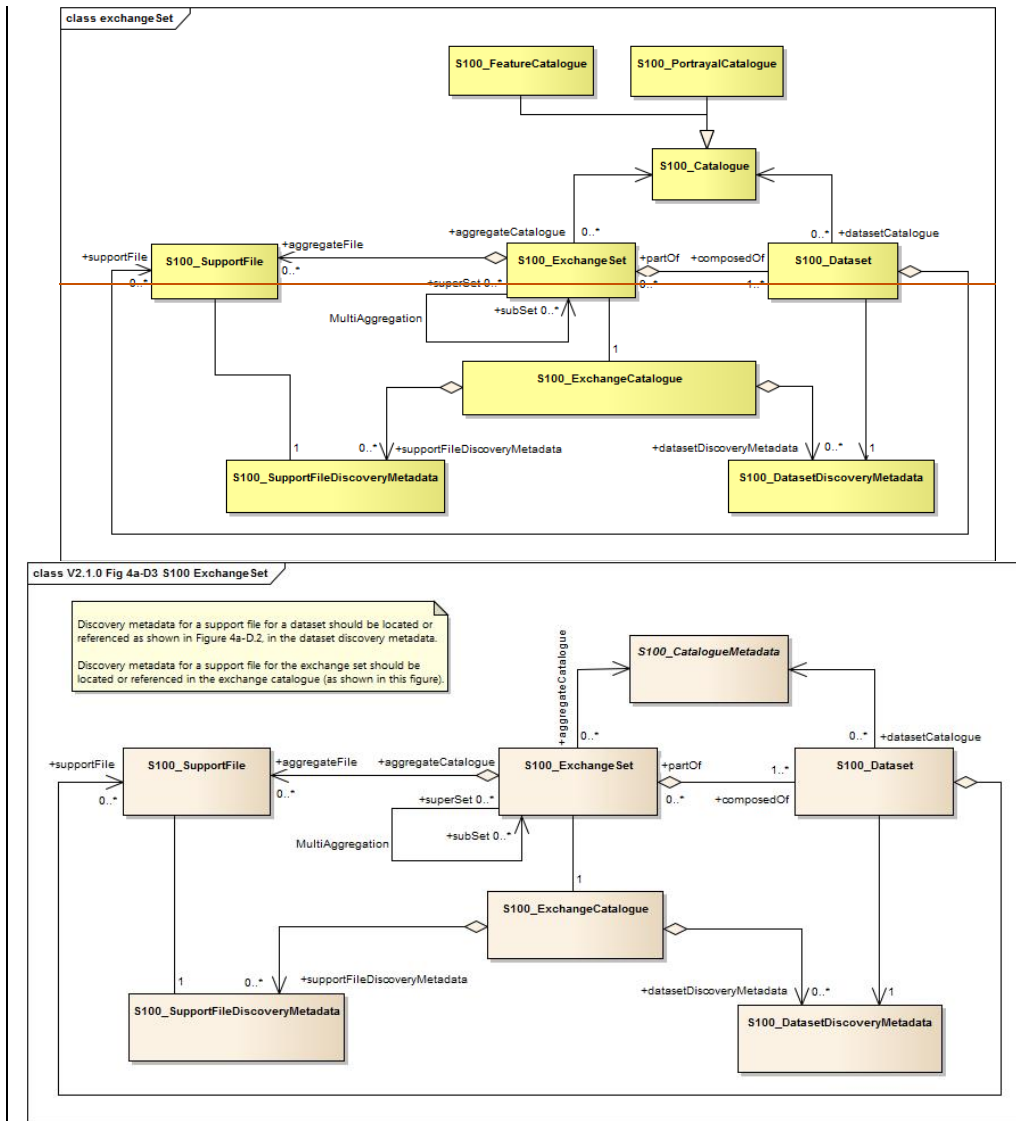 class exchangeSet
S100_FeatureCatalogue
S100_PortrayalCatalogue
S100_Catalogue
+aggregateCatalogue
0..*
0..*
+datasetCatalogue
+supportFile
0..*
S100_SupportFile
+aggregateFile
0..*
S100_ExchangeSet
+partOf
0..*
+composedOf
1..*
S100_Dataset
+superSet 0..*
+subSet 0..*
MultiAggregation
1
S100_ExchangeCatalogue
1
0..*
+supportFileDiscoveryMetadata
+datasetDiscoveryMetadata
0..*
1
S100_SupportFileDiscoveryMetadata
S100_DatasetDiscoveryMetadata
class V2.1.0 Fig 4a-D3 S100 ExchangeSet
Discovery metadata for a support file for a dataset should be located or
referenced as shown in Figure 4a-D.2, in the dataset discovery metadata.
Discovery metadata for a support file for the exchange set should be
located or referenced in the exchange catalogue (as shown in this figure).
+aggregateCatalogue
S100_CatalogueMetadata
0..*
0..*
+datasetCatalogue
+supportFile
0..*
S100_SupportFile
+aggregateFile
0..*
+aggregateCatalogue
S100_ExchangeSet
+partOf
0..*
1..*
+composedOf
S100_Dataset
+superSet 0..*
+subSet 0..*
MultiAggregation
1
S100_ExchangeCatalogue
1
0..*
+supportFileDiscoveryMetadata
+datasetDiscoveryMetadata
0..*
1
S100_SupportFileDiscoveryMetadata
S100_DatasetDiscoveryMetadata